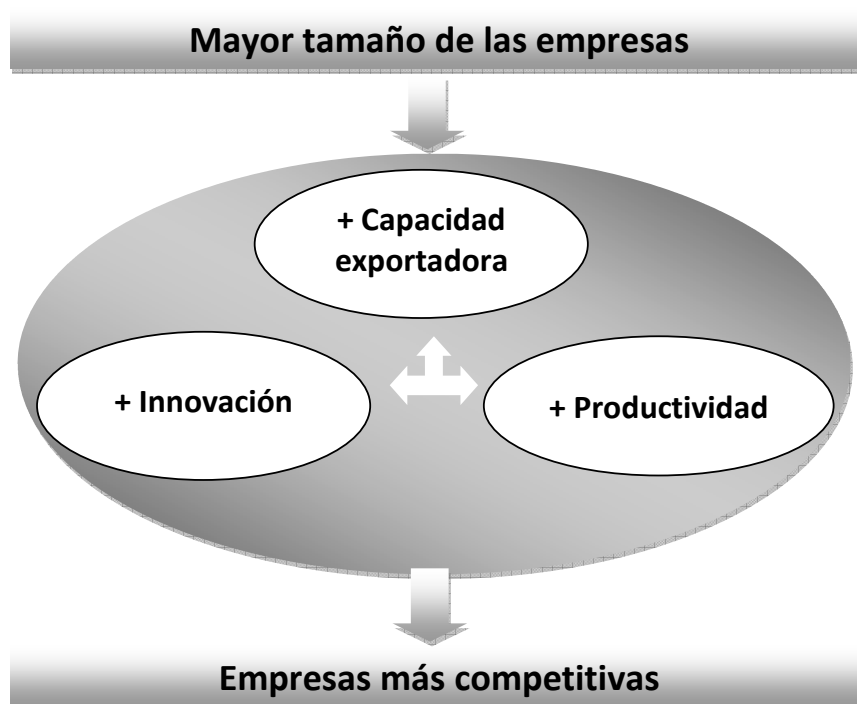 Mayor tamaño de las empresas
+ Capacidad
exportadora
+ Innovación
+ Productividad
Empresas más competitivas